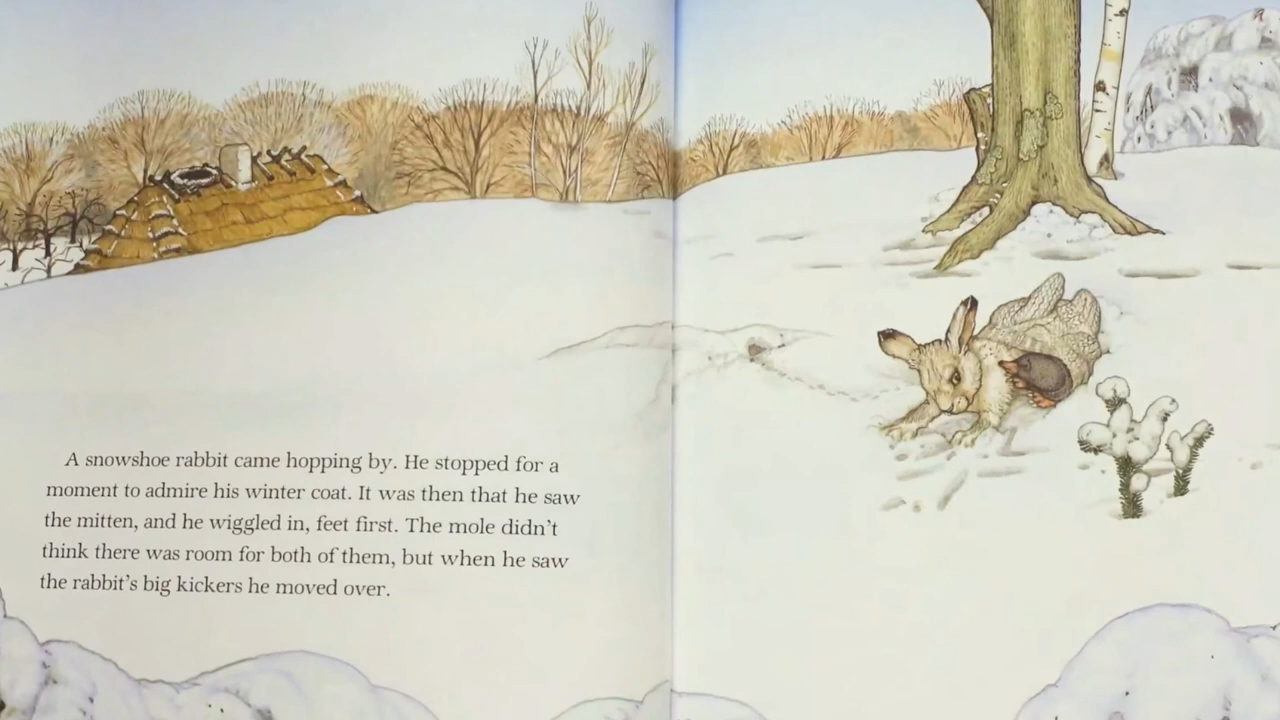 A snowshoe rabbit came hopping by. He stopped for a
moment to admire his winter coat. It was then that he saw
the mitten, and he wiggled in, feet first. The mole didn't
think there was room for both of them, but when he saw
the rabbit's big kickers he moved over.